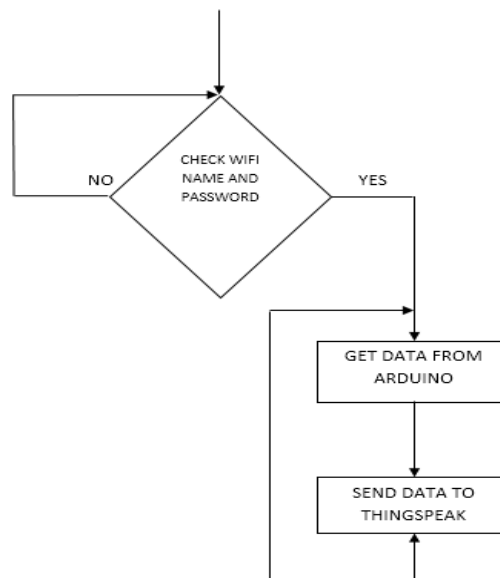 CHECK WIFI
NAME AND
PASSWORD
NO
YES
GET DATA FROM
ARDUINO
SEND DATA TO
THINGSPEAK